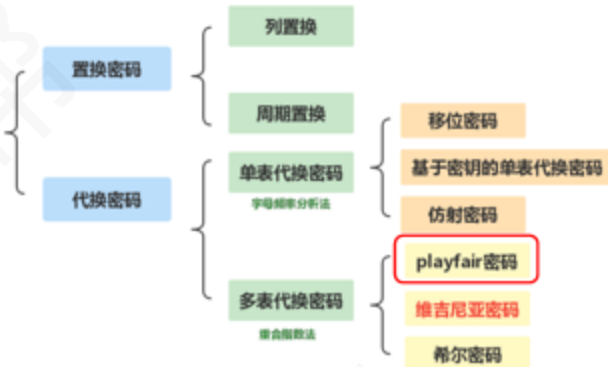 列置换
置换密码
周期置换
移位密码
单表代换密码
基于密钥的单表代换密码
代换密码
字母频率分析法
仿射密码
playfair密码
多表代换密码
维吉尼亚密码
重合指数法
希尔密码